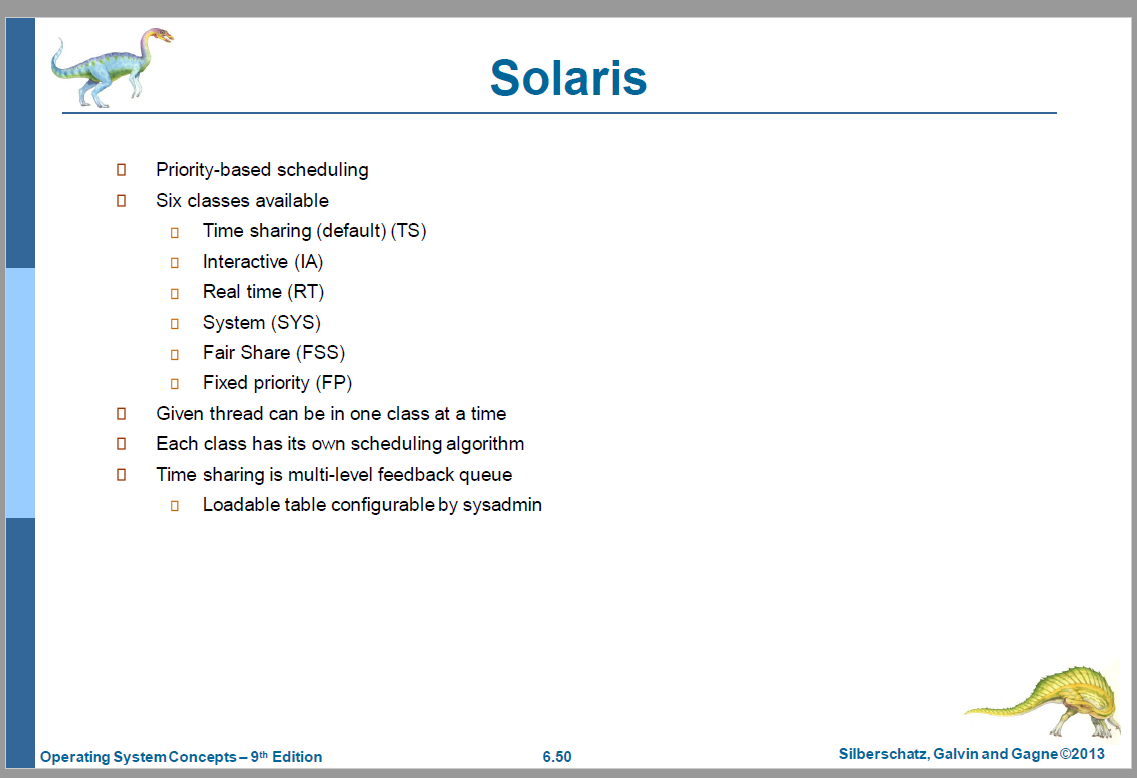 Solaris
Priority-based scheduling
Six classes available
Time sharing (default) (TS)
Interactive (IA)
Real time (RT)
System (SYS)
Fair Share (FSS)
Fixed priority (FP)
Given thread can be in one class at a time
Each class has its own scheduling algorithm
Time sharing is multi-level feedback queue
Loadable table configurable by sysadmin
Operating System Concepts – 9th Edition
6.50
Silberschatz, Galvin and Gagne ©2013